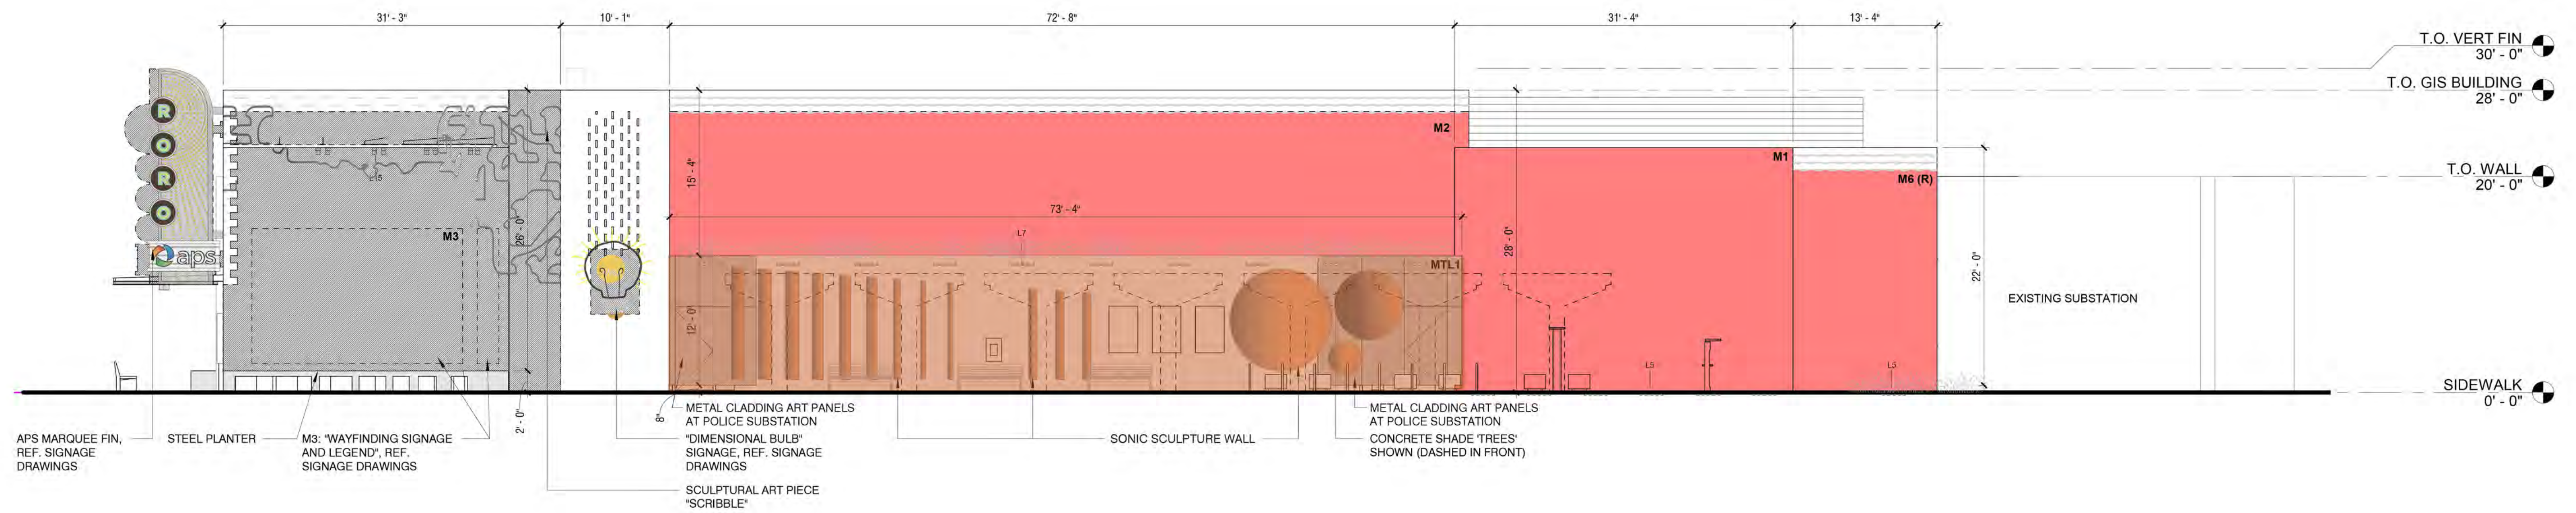 31' - 3"
10' - 1"
72' - 8"
31' - 4"
13' - 4"
T.O. VERT FIN
30' - 0"
T.O. GIS BUILDING
28' - 0"
T.O. WALL
20' - 0"
SIDEWALK
0' - 0"
R
O
R
O
aps
M3
26' - 0"
2' - 0"
M2
15' - 4"
73' - 4"
L7
12' - 0"
8"
MTL1
28' - 0"
M1
M6 (R)
22' - 0"
L5
L5
EXISTING SUBSTATION
APS MARQUEE FIN,
REF. SIGNAGE
DRAWINGS
STEEL PLANTER
M3: "WAYFINDING SIGNAGE
AND LEGEND", REF.
SIGNAGE DRAWINGS
METAL CLADDING ART PANELS
AT POLICE SUBSTATION
"DIMENSIONAL BULB"
SIGNAGE, REF. SIGNAGE
DRAWINGS
SCULPTURAL ART PIECE
"SCRIBBLE"
SONIC SCULPTURE WALL
METAL CLADDING ART PANELS
AT POLICE SUBSTATION
CONCRETE SHADE 'TREES'
SHOWN (DASHED IN FRONT)